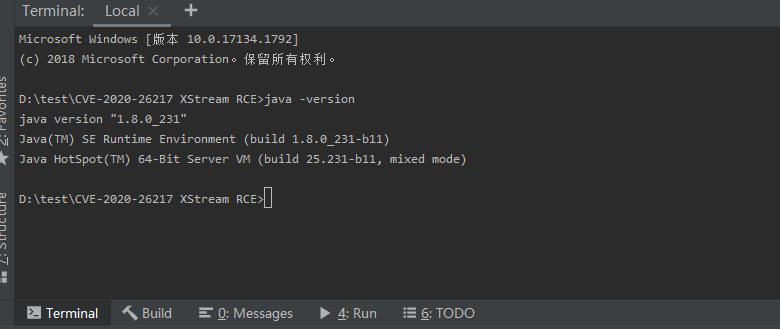 Terminal: Local × +
Microsoft Windows [版本 10.0.17134.1792]
(c) 2018 Microsoft Corporation。保留所有权利。
D:\test\CVE-2020-26217 XStream RCE>java -version
java version "1.8.0_231"
Java(TM) SE Runtime Environment (build 1.8.0_231-b11)
Java HotSpot(TM) 64-Bit Server VM (build 25.231-b11, mixed mode)
D:\test\CVE-2020-26217 XStream RCE>
2: Favorites
7: Structure
Terminal Build 0: Messages 4: Run 6: TODO